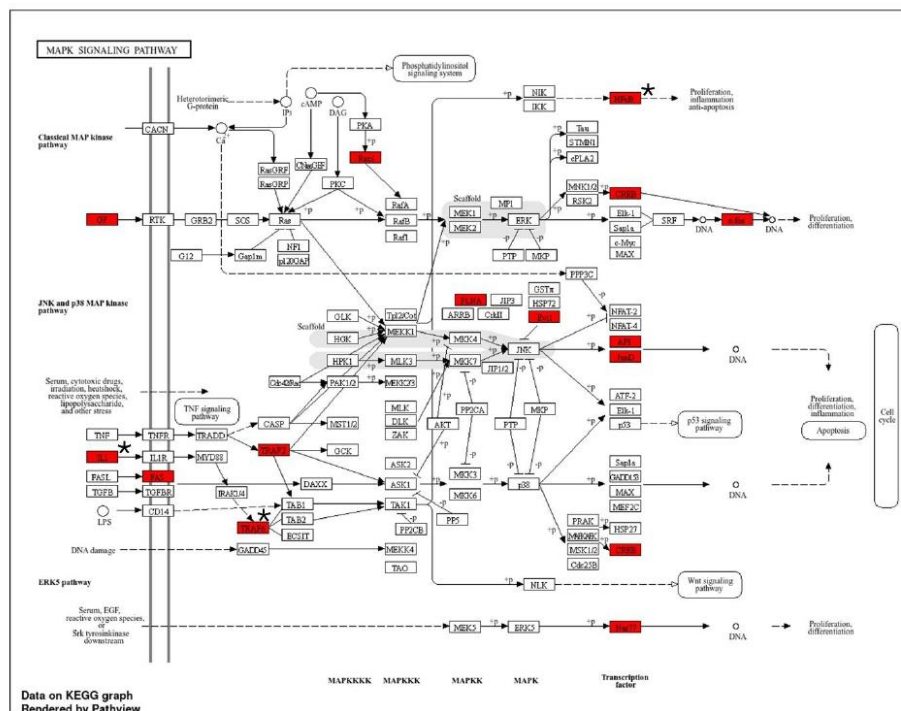 MAPK SIGNALING PATHWAY
Phosphatidylinositol
signaling system
Heterotrimeric
G-protein
IP3
cAMP
DAG
NIK
IKK
NFκB
*
Proliferation,
inflammation
anti-apoptosis
Classical MAP kinase
pathway
CACN
Ca2+
PKA
+p
RasGRF
RasGRP
CNasGEF
PKC
Rap1
RafA
RafB
Raf1
Scaffold
MP1
MEK1
MEK2
ERK
PTP
MKP
Tau
STMN1
cPLA2
MNK1/2
RSK2
CREB
Elk-1
Sap1a
c-Myc
MAX
SRF
DNA
c-fos
DNA
Proliferation,
differentiation
GF
RTK
GRB2
SOS
Ras
G12
Gap1m
NF1
p120GAP
PPP3C
JNK and p38 MAP kinase
pathway
GLK
HOK
HPK1
Scaffold
Tpl2/Cot
MEKK1
MLK3
MEKK2/3
FLNA
JIP3
ARRB
CrkII
GSTπ
HSP72
MKK4
MKK7
JNK
JIP1/2
NFAT-2
NFAT-4
AP1
JunD
DNA
Cdc42/Rac
PAK1/2
Serum, cytotoxic drugs,
irradiation, heatshock,
reactive oxygen species,
lipopolysaccharide,
and other stress
TNF signaling
pathway
CASP
MST1/2
MLK
DLK
ZAK
PP2CA
AKT
PTP
MKP
ATF-2
Elk-1
p53
p53 signaling
pathway
Proliferation,
differentiation,
inflammation
Apoptosis
Cell
cycle
TNF
TNFR
TRADD
*
IL1
IL1R
MYD88
TRAF2
GCK
FASL
FAS
DAXX
ASK2
ASK1
MKK3
MKK6
p38
Sap1a
GADD153
MAX
MEF2C
DNA
TGFB
TGFBR
IRAK1/4
LPS
CD14
*
TRAF6
TAB1
TAB2
ECSIT
TAK1
PP2CB
PP5
PRAK
MAPKAPK
MSK1/2
Cdc25B
HSP27
CREB
DNA damage
GADD45
MEKK4
TAO
ERK5 pathway
NLK
Wnt signaling
pathway
Serum, EGF,
reactive oxygen species,
or
Srk tyrosinkinase
downstream
MEK5
ERK5
Nur77
DNA
Proliferation,
differentiation
MAPKKKK
MAPKKK
MAPKK
MAPK
Transcription
factor
Data on KEGG graph
Rendered by Pathview